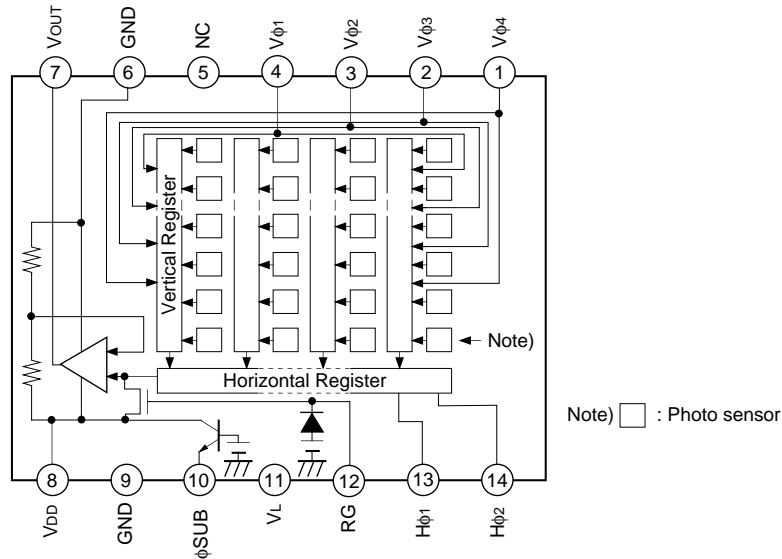 VOUT
GND
NC
Vϕ1
Vϕ2
Vϕ3
Vϕ4
7
6
5
4
3
2
1
Vertical Register
Note)
Horizontal Register
Note) : Photo sensor
8
9
10
11
12
13
14
VDD
GND
ϕSUB
VL
RG
Hϕ1
Hϕ2